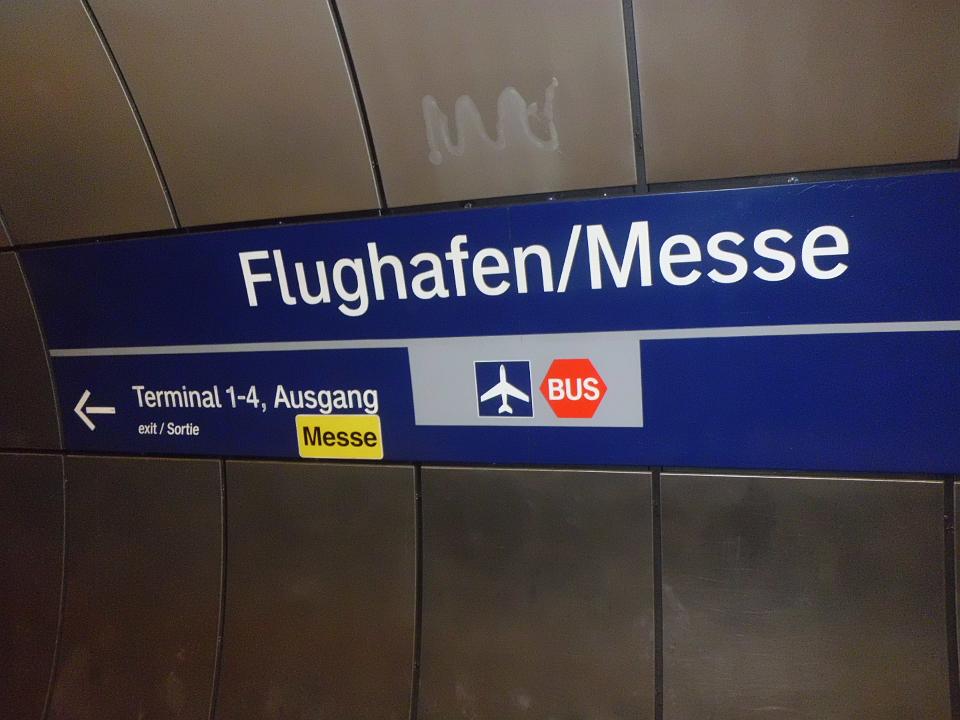 Flughafen/Messe
Terminal 1-4, Ausgang
exit / Sortie
Messe
BUS